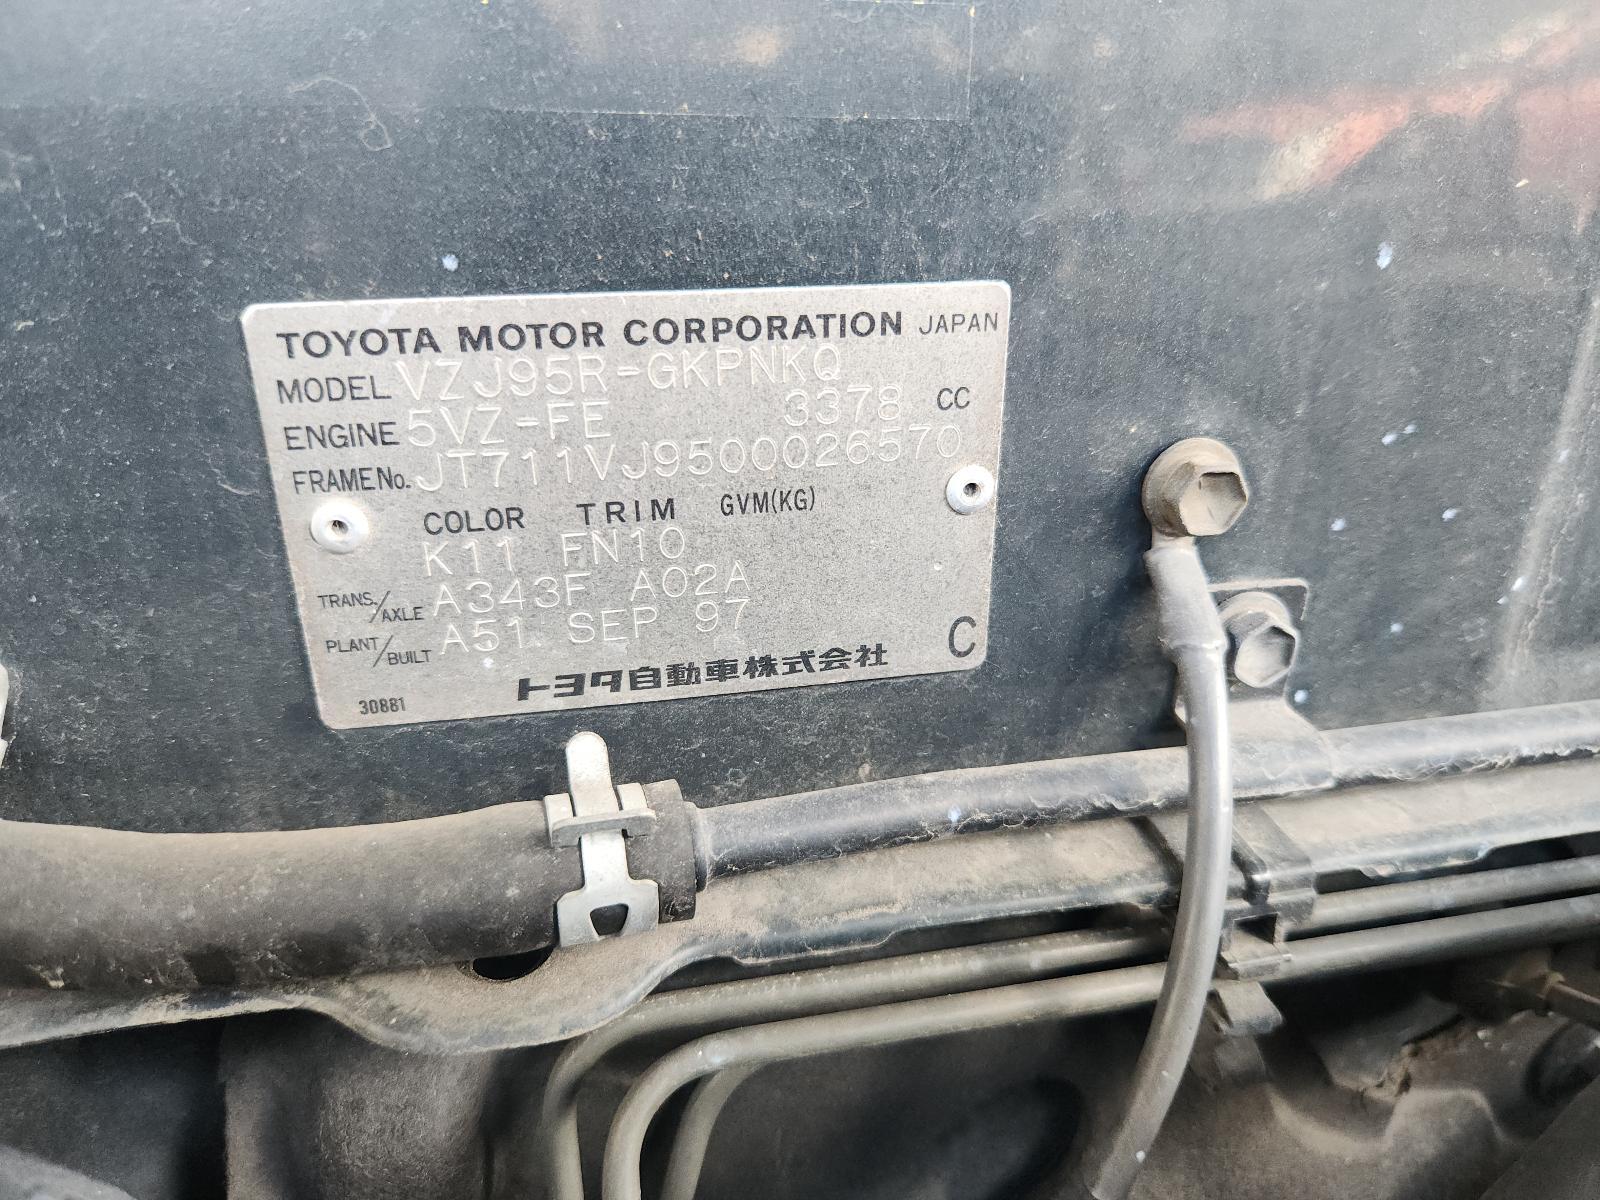 TOYOTA MOTOR CORPORATION JAPAN
MODEL VZJ95R-GKPNKQ
ENGINE 5VZ-FE 3378 CC
FRAME No. JT711VJ9500026570
COLOR TRIM GVM(KG)
K11 FN10
TRANS./AXLE A343F A02A
PLANT/BUILT A51 SEP 97
トヨタ自動車株式会社 C
30881